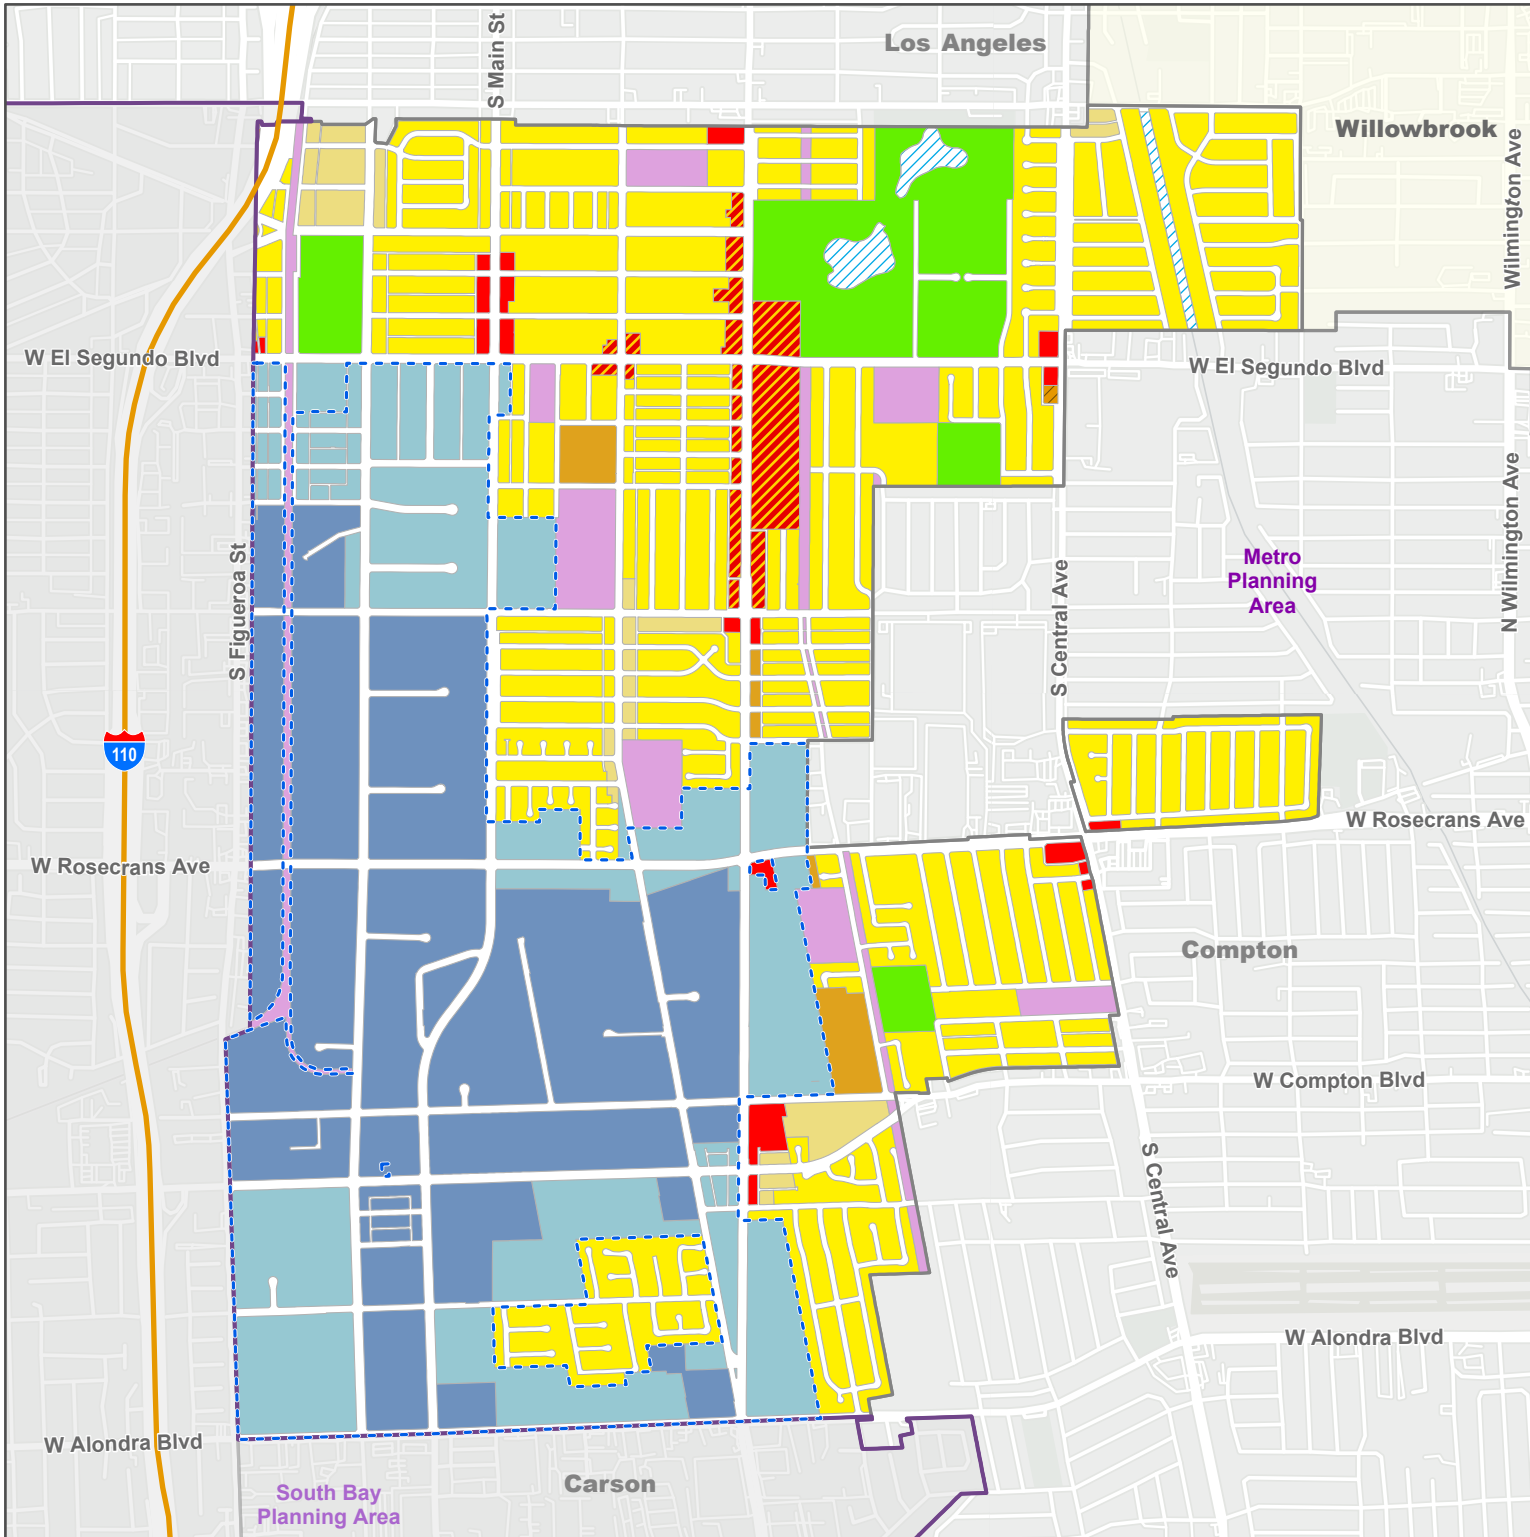 Los Angeles
S Main St
Willowbrook
Wilmington Ave
W El Segundo Blvd
W El Segundo Blvd
S Figueroa St
Metro
Planning
Area
S Central Ave
N Wilmington Ave
110
W Rosecrans Ave
W Rosecrans Ave
Compton
W Compton Blvd
S Central Ave
W Alondra Blvd
W Alondra Blvd
Carson
South Bay
Planning Area